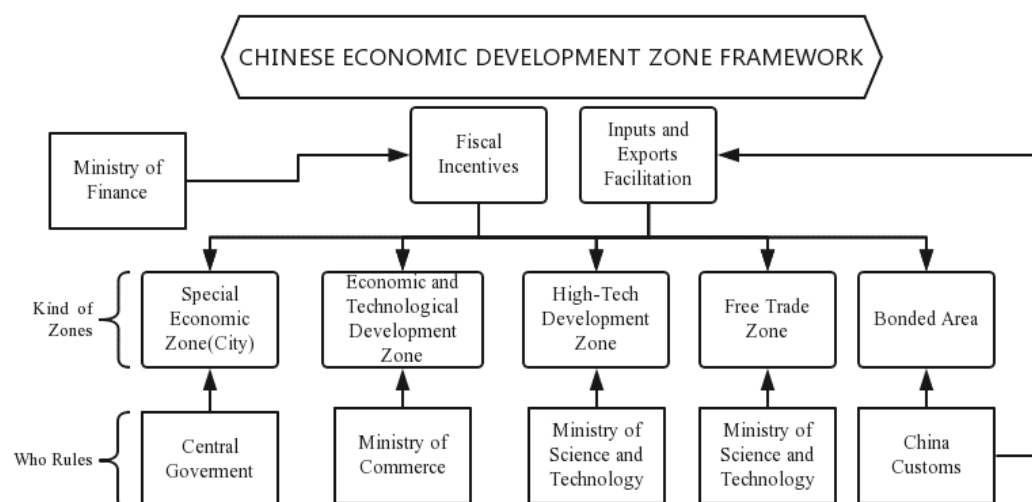 CHINESE ECONOMIC DEVELOPMENT ZONE FRAMEWORK
Ministry of
Finance
Fiscal
Incentives
Inputs and
Exports
Facilitation
Kind of
Zones
Special
Economic
Zone(City)
Economic and
Technological
Development
Zone
High-Tech
Development
Zone
Free Trade
Zone
Bonded Area
Who Rules
Central
Goverment
Ministry of
Commerce
Ministry of
Science and
Technology
Ministry of
Science and
Technology
China
Customs